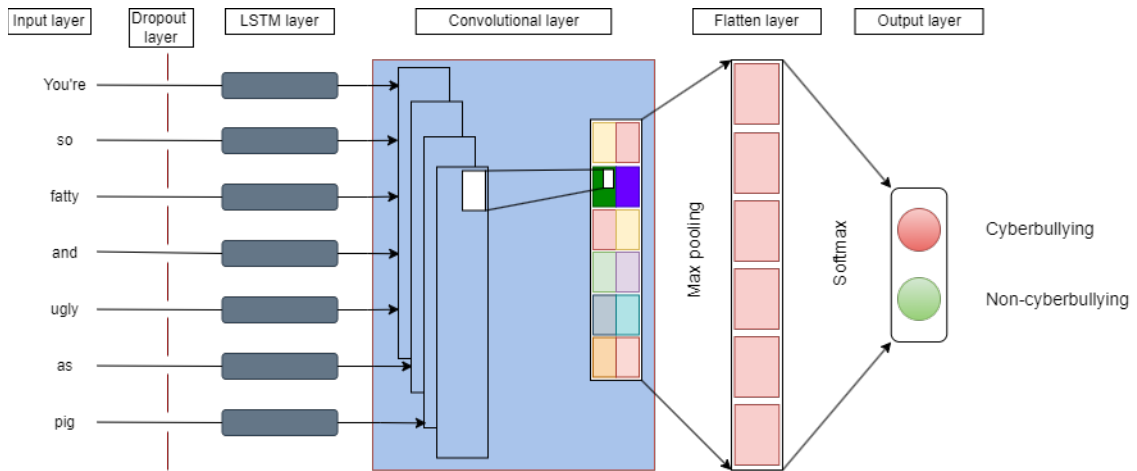 Input layer
Dropout
layer
LSTM layer
Convolutional layer
Flatten layer
Output layer
You're
so
fatty
and
ugly
as
pig
Max pooling
Softmax
Cyberbullying
Non-cyberbullying